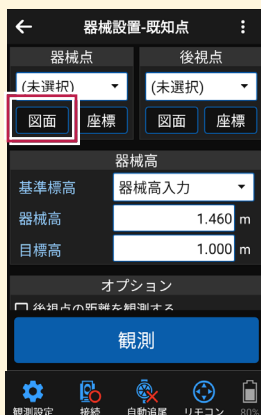 器械設置-既知点
器械点 後視点
(未選択) (未選択)
図面 座標 図面 座標
器械高
基準標高 器械高入力
器械高 1.460 m
目標高 1.000 m
オプション
後視点の距離を観測する
観測
観測設定 接続 自動追尾 リモコン 80%